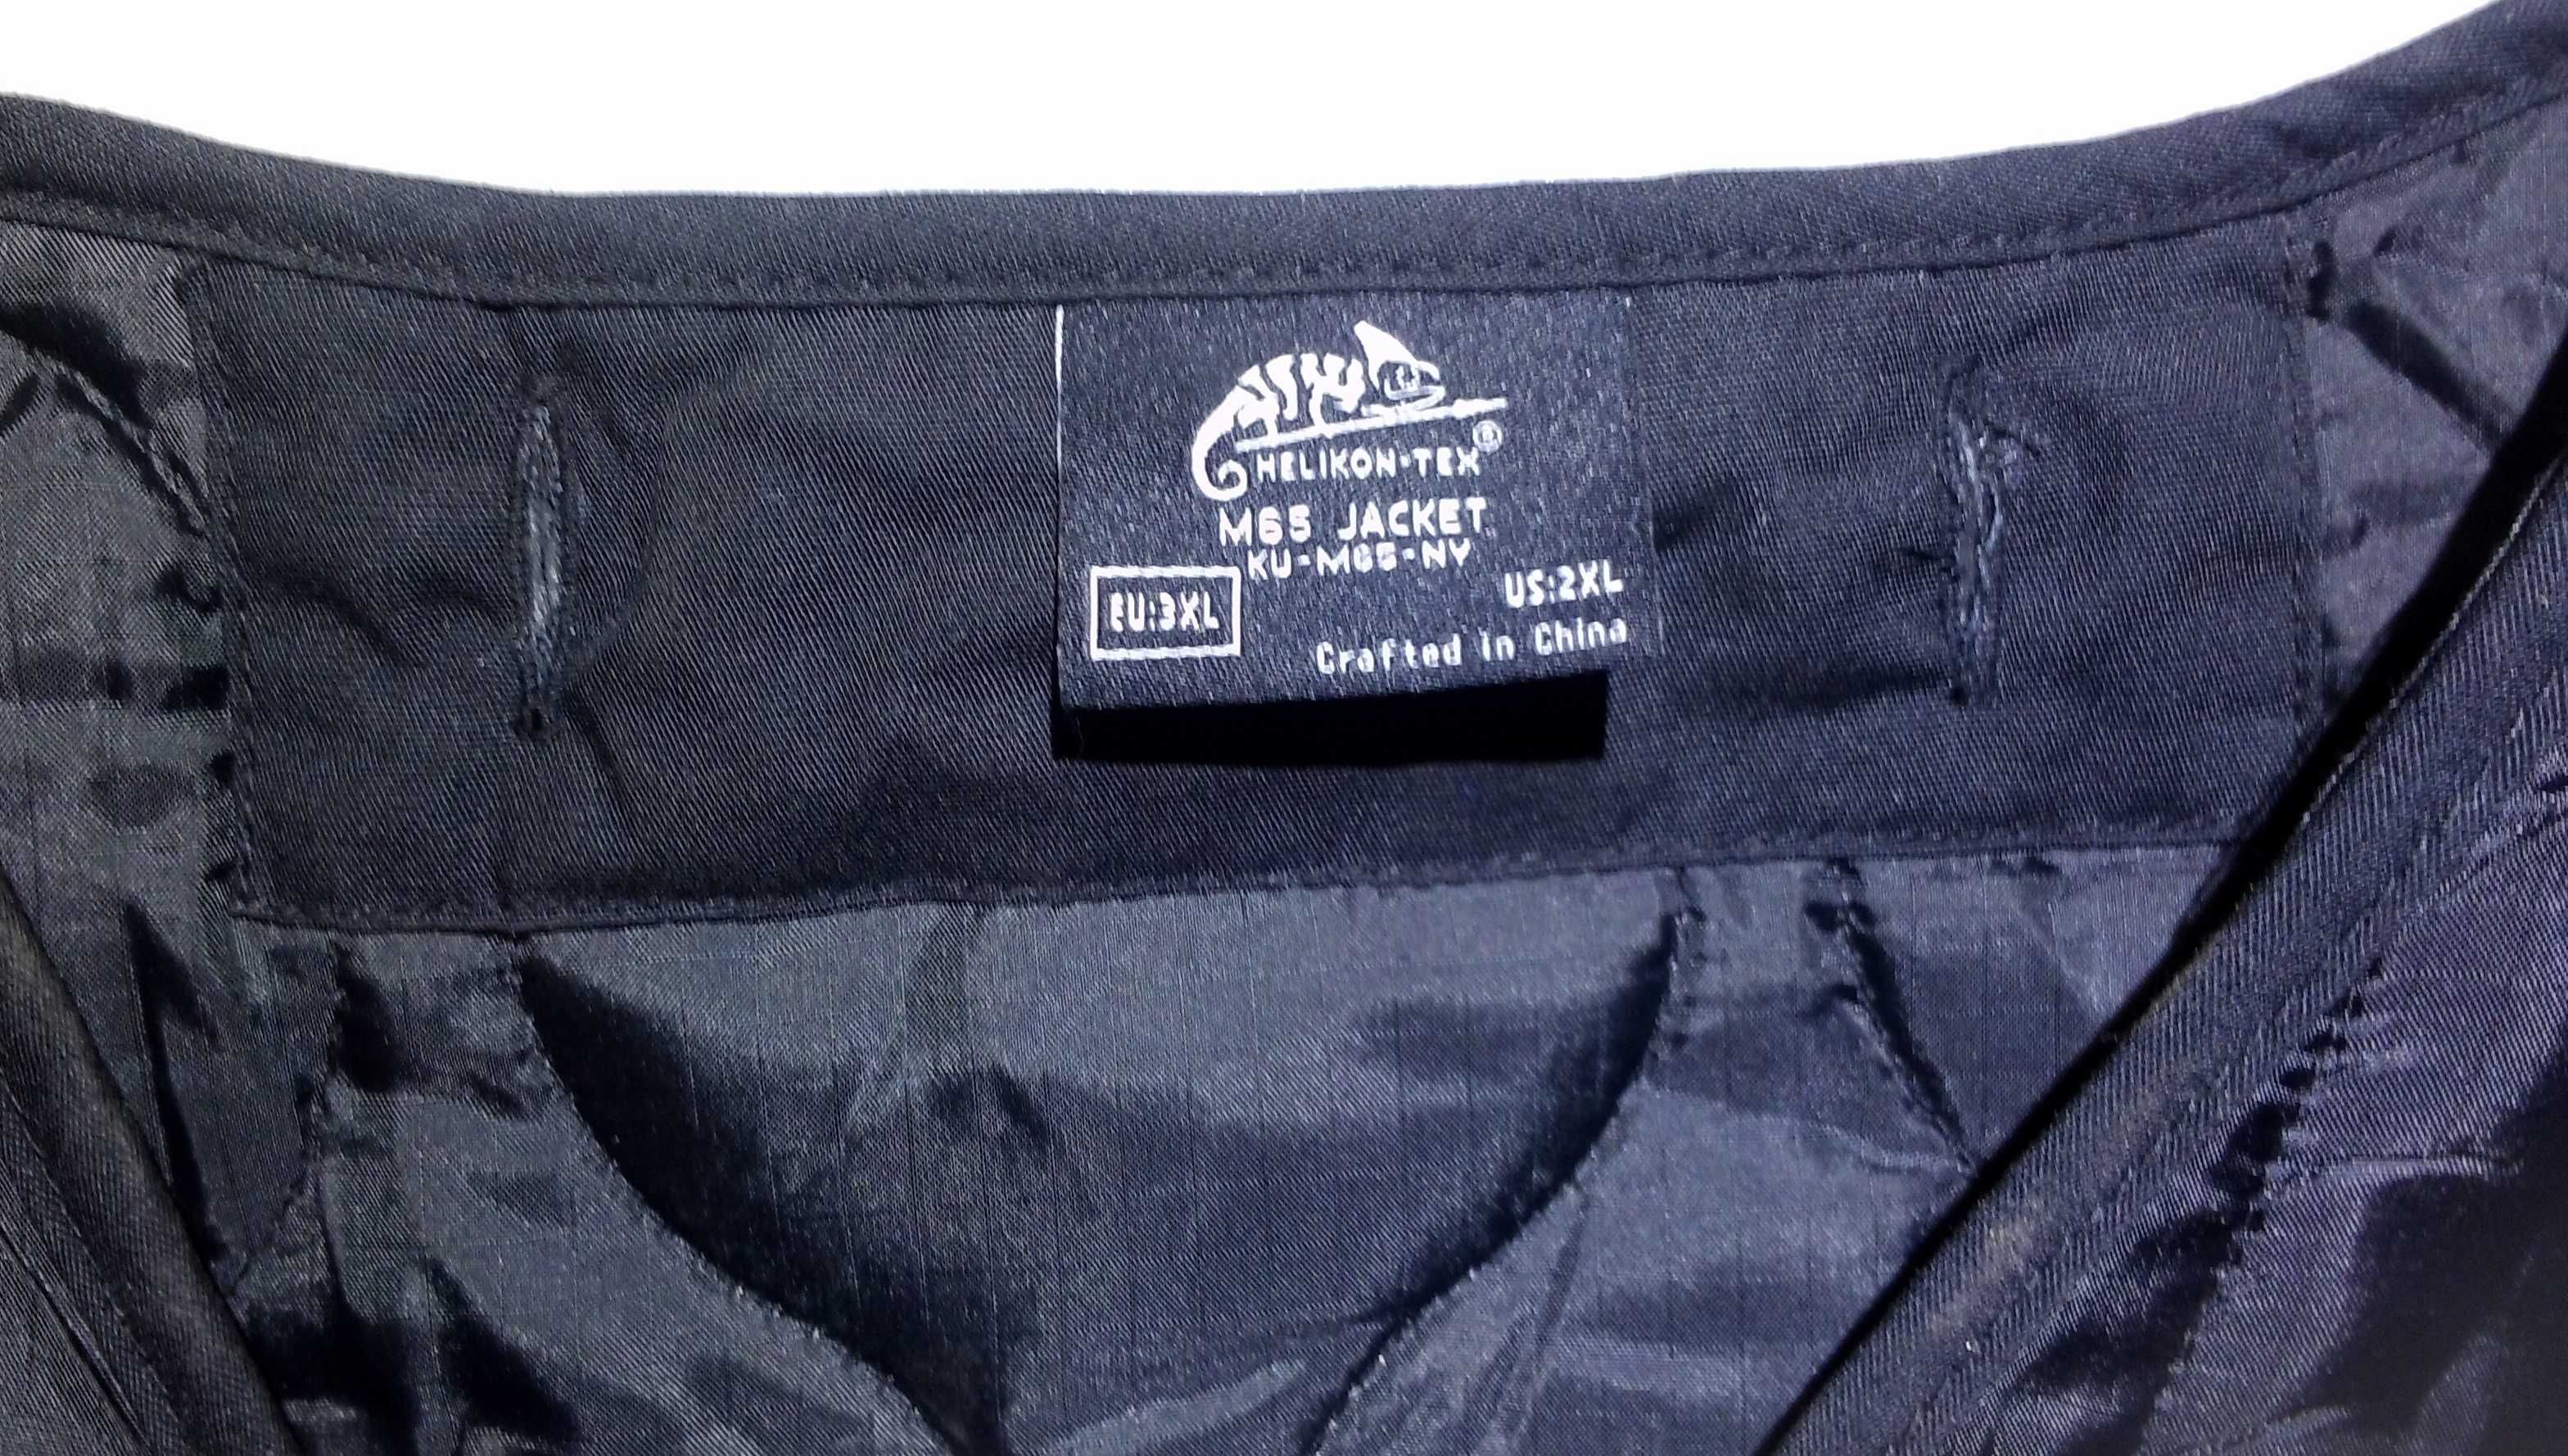 HELIKON-TEX®
M65 JACKET
KU-M65-NY
EU:3XL
US:2XL
Crafted in China